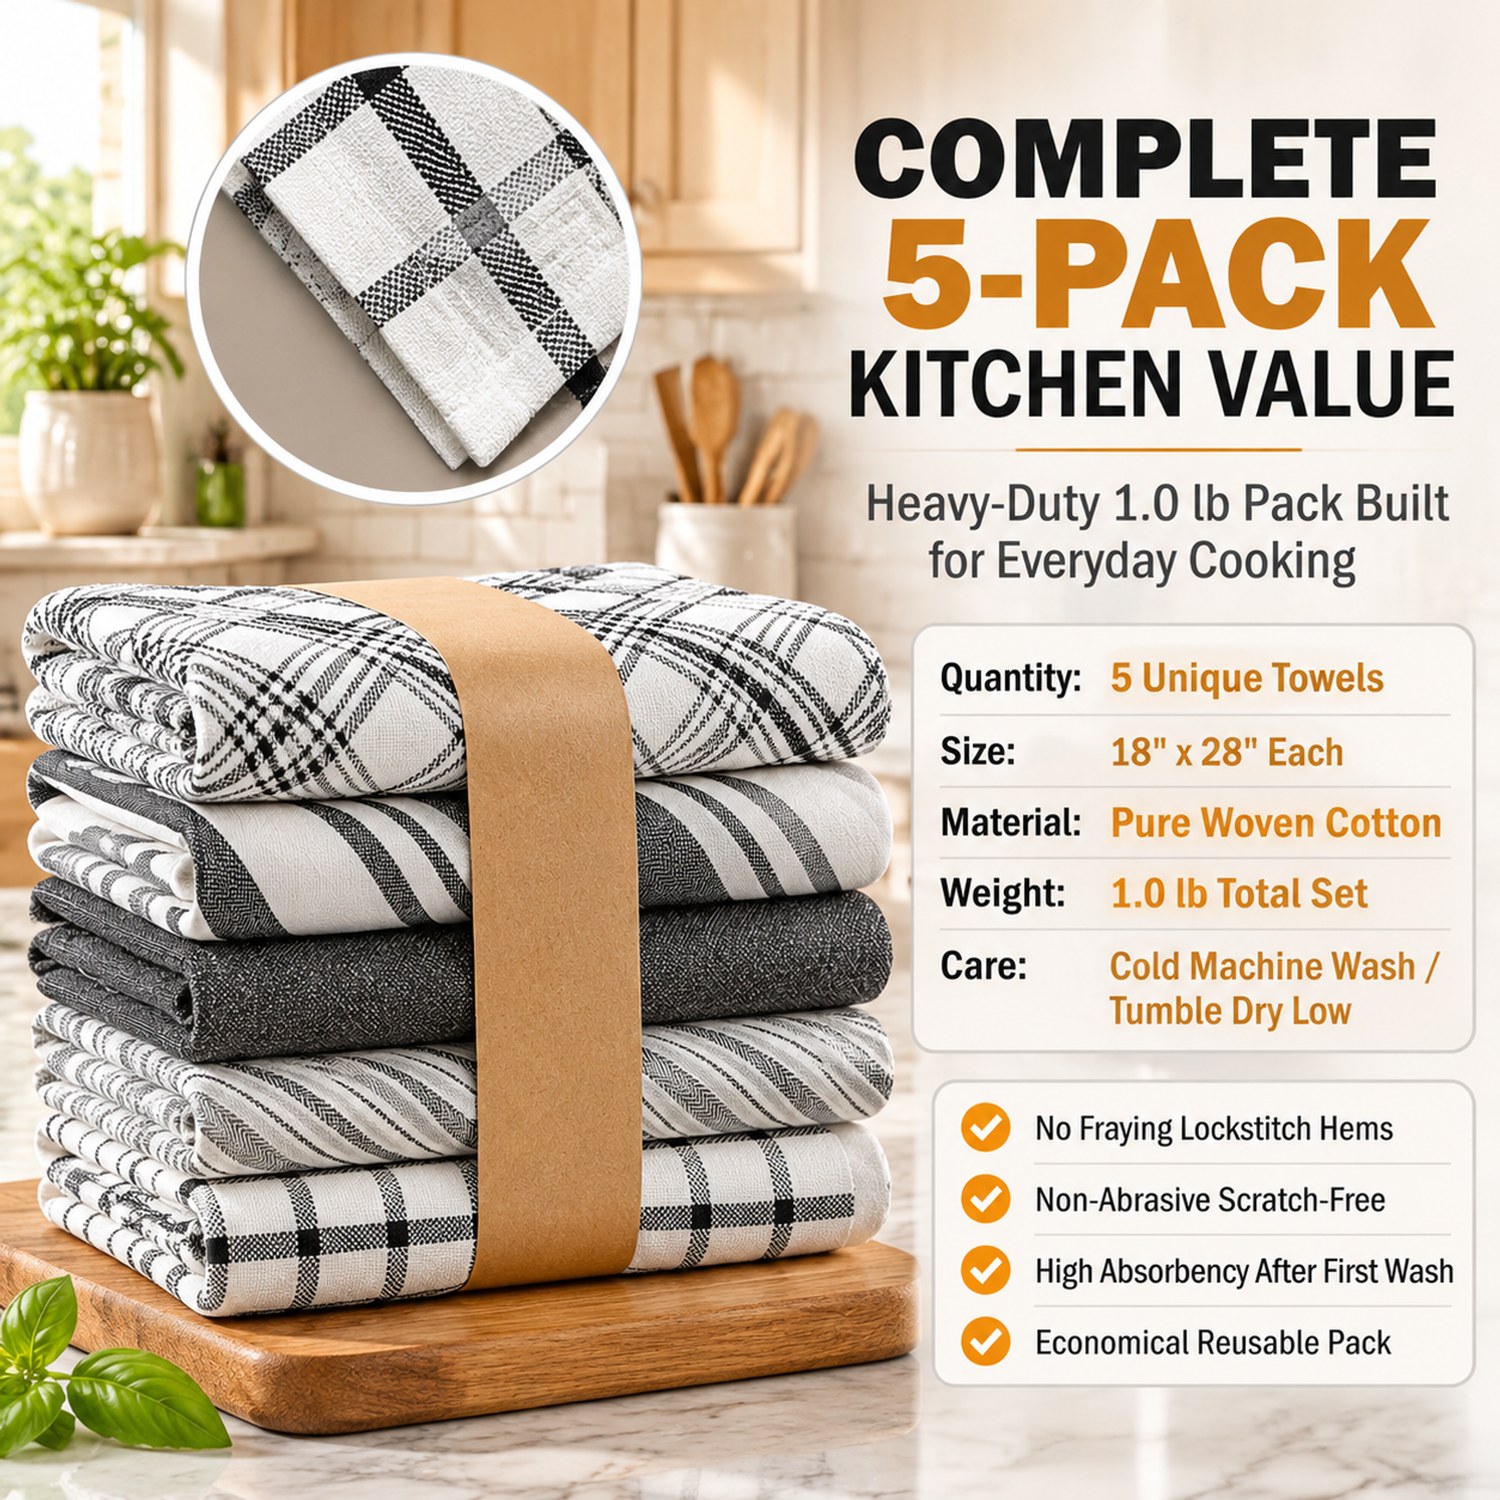 COMPLETE
5-PACK
KITCHEN VALUE
Heavy-Duty 1.0 lb Pack Built
for Everyday Cooking
Quantity: 5 Unique Towels
Size: 18" x 28" Each
Material: Pure Woven Cotton
Weight: 1.0 lb Total Set
Care: Cold Machine Wash /
Tumble Dry Low
No Fraying Lockstitch Hems
Non-Abrasive Scratch-Free
High Absorbency After First Wash
Economical Reusable Pack